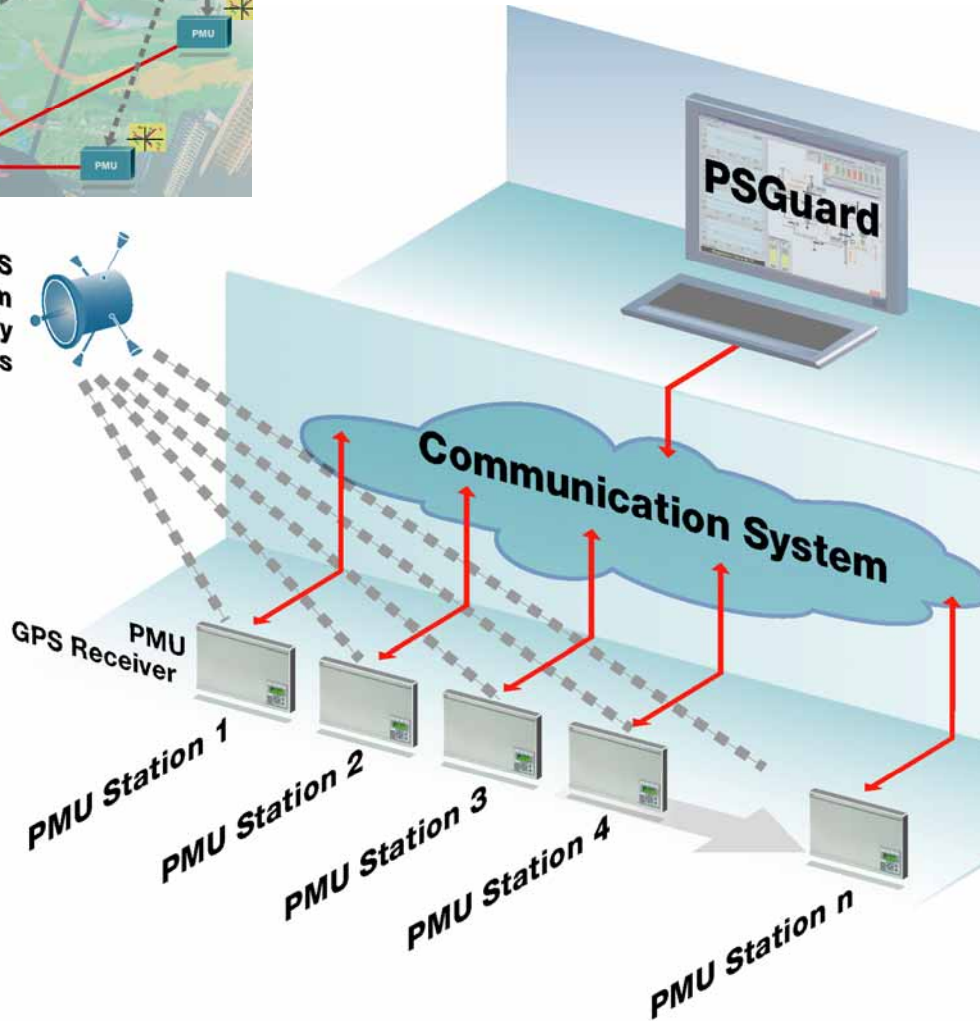 PMU
PMU
PSGuard
S
n
y
s
Communication System
PMU
GPS Receiver
PMU Station 1
PMU Station 2
PMU Station 3
PMU Station 4
PMU Station n